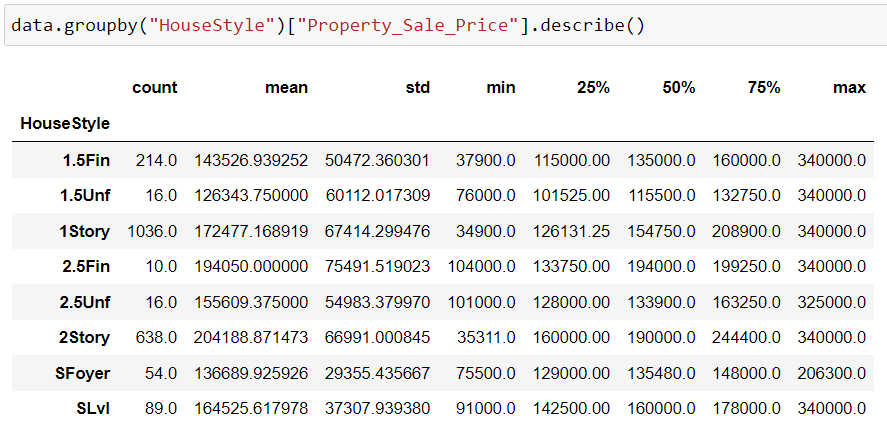 data.groupby("HouseStyle")["Property_Sale_Price"].describe()
count mean std min 25% 50% 75% max
HouseStyle
1.5Fin 214.0 143526.939252 50472.360301 37900.0 115000.00 135000.0 160000.0 340000.0
1.5Unf 16.0 126343.750000 60112.017309 76000.0 101525.00 115500.0 132750.0 340000.0
1Story 1036.0 172477.168919 67414.299476 34900.0 126131.25 154750.0 208900.0 340000.0
2.5Fin 10.0 194050.000000 75491.519023 104000.0 133750.00 194000.0 199250.0 340000.0
2.5Unf 16.0 155609.375000 54983.379970 101000.0 128000.00 133900.0 163250.0 325000.0
2Story 638.0 204188.871473 66991.000845 35311.0 160000.00 190000.0 244400.0 340000.0
SFoyer 54.0 136689.925926 29355.435667 75500.0 129000.00 135480.0 148000.0 206300.0
SLvl 89.0 164525.617978 37307.939380 91000.0 142500.00 160000.0 178000.0 340000.0